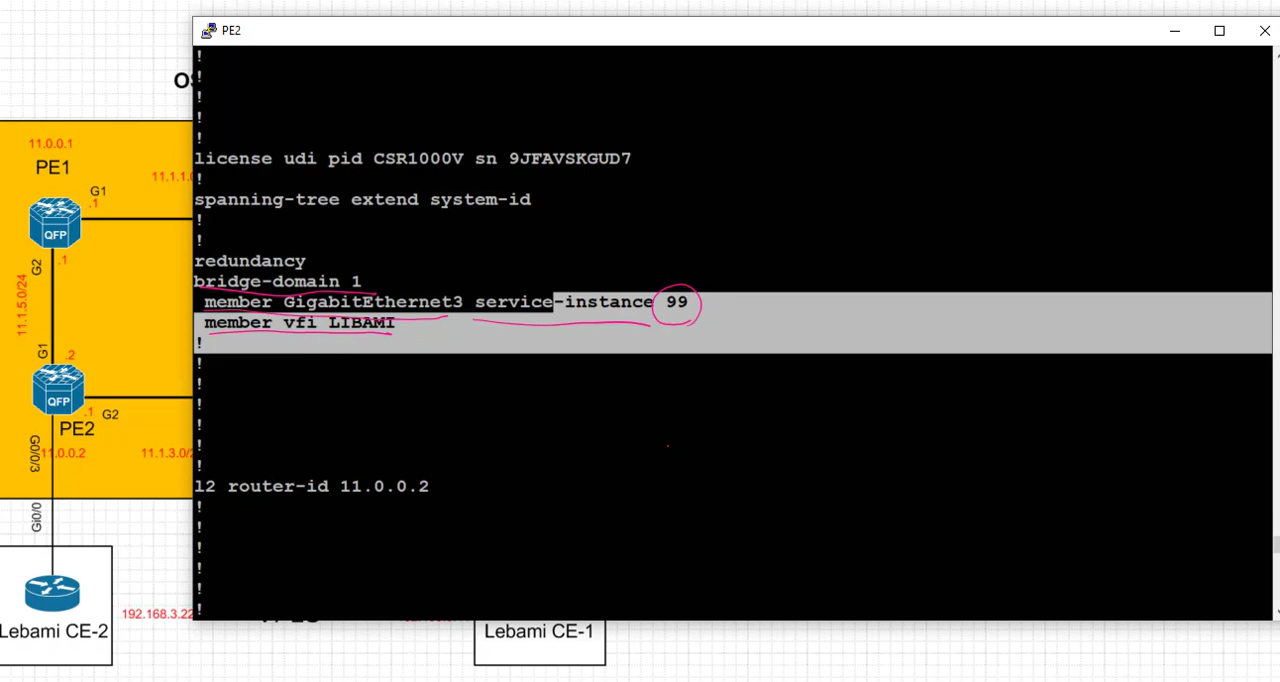 PE2
OS
11.0.0.1
PE1
11.1.1.0
G1
.1
QFP
G2
.1
11.1.5.0/24
G1
.2
QFP
.1
G2
PE2
G0/0/3
11.0.0.2
11.1.3.0/2
Gi0/0
Lebami CE-2
192.168.3.22
Lebami CE-1
!
!
!
!
!
license udi pid CSR1000V sn 9JFAVSKGUD7
!
spanning-tree extend system-id
!
!
redundancy
bridge-domain 1
member GigabitEthernet3 service-instance 99
member vfi LIBAMI
!
!
!
!
!
!
!
l2 router-id 11.0.0.2
!
!
!
!
!
!